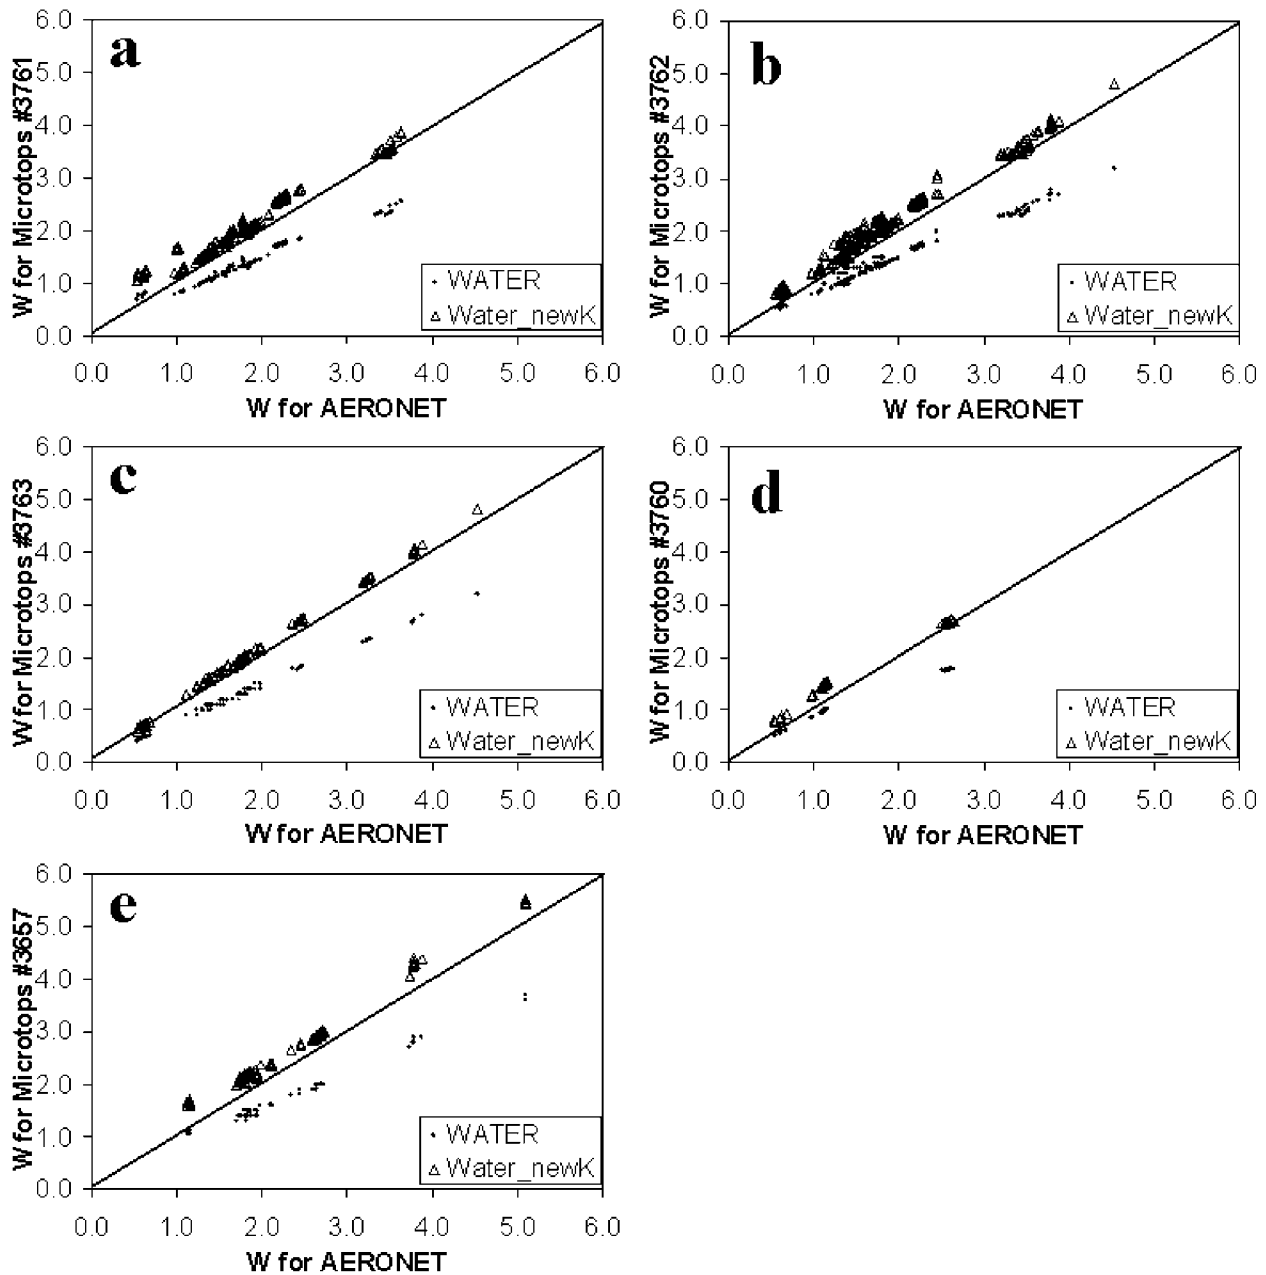 a
W for Microtops #3761
6.0
5.0
4.0
3.0
2.0
1.0
0.0
WATER
Water_newK
0.0 1.0 2.0 3.0 4.0 5.0 6.0
W for AERONET
b
W for Microtops #3762
6.0
5.0
4.0
3.0
2.0
1.0
0.0
WATER
Water_newK
0.0 1.0 2.0 3.0 4.0 5.0 6.0
W for AERONET
c
W for Microtops #3763
6.0
5.0
4.0
3.0
2.0
1.0
0.0
WATER
Water_newK
0.0 1.0 2.0 3.0 4.0 5.0 6.0
W for AERONET
d
W for Microtops #3760
6.0
5.0
4.0
3.0
2.0
1.0
0.0
WATER
Water_newK
0.0 1.0 2.0 3.0 4.0 5.0 6.0
W for AERONET
e
W for Microtops #3657
6.0
5.0
4.0
3.0
2.0
1.0
0.0
WATER
Water_newK
0.0 1.0 2.0 3.0 4.0 5.0 6.0
W for AERONET